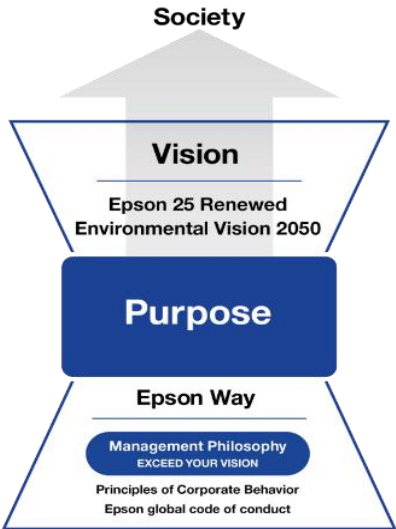 Society
Vision
Epson 25 Renewed
Environmental Vision 2050
Purpose
Epson Way
Management Philosophy
EXCEED YOUR VISION
Principles of Corporate Behavior
Epson global code of conduct